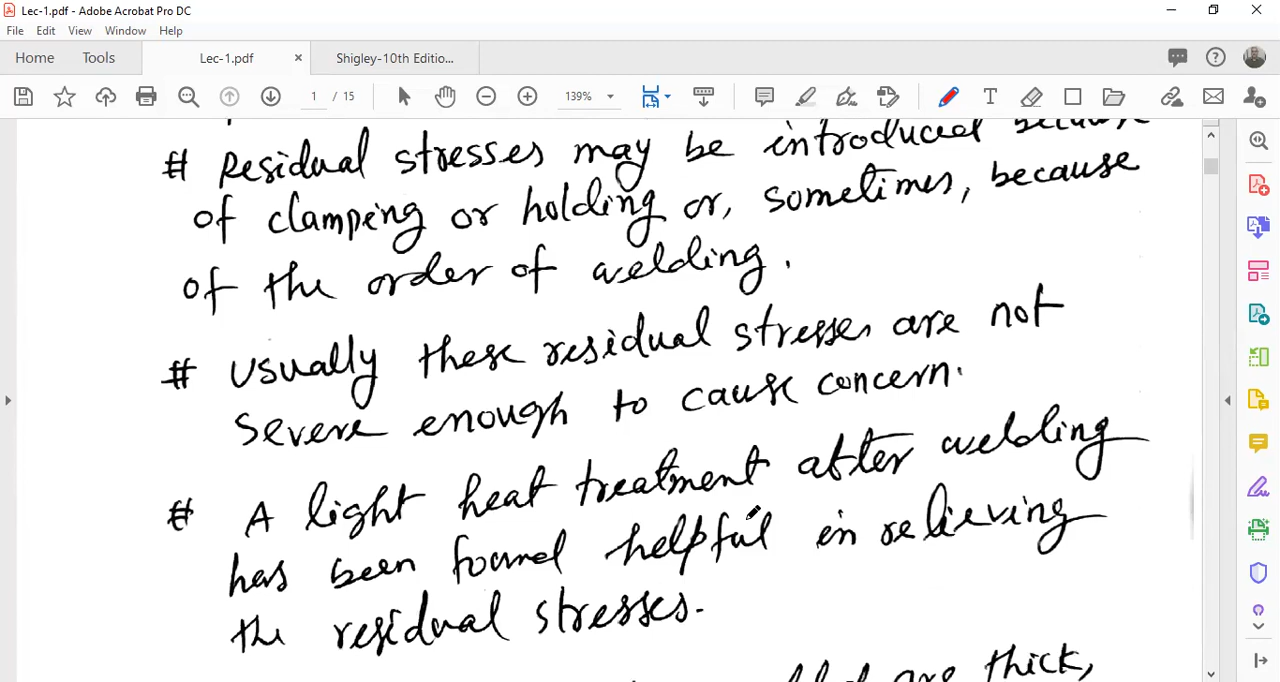 Lec-1.pdf - Adobe Acrobat Pro DC
File Edit View Window Help
Home Tools Lec-1.pdf × Shigley-10th Editio...
1 / 15 139%
# Residual stresses may be introduced because
of clamping or holding or, sometimes, because
of the order of welding.
# Usually these residual stresses are not
severe enough to cause concern.
# A light heat treatment after welding
has been found helpful in relieving
the residual stresses.
are thick,